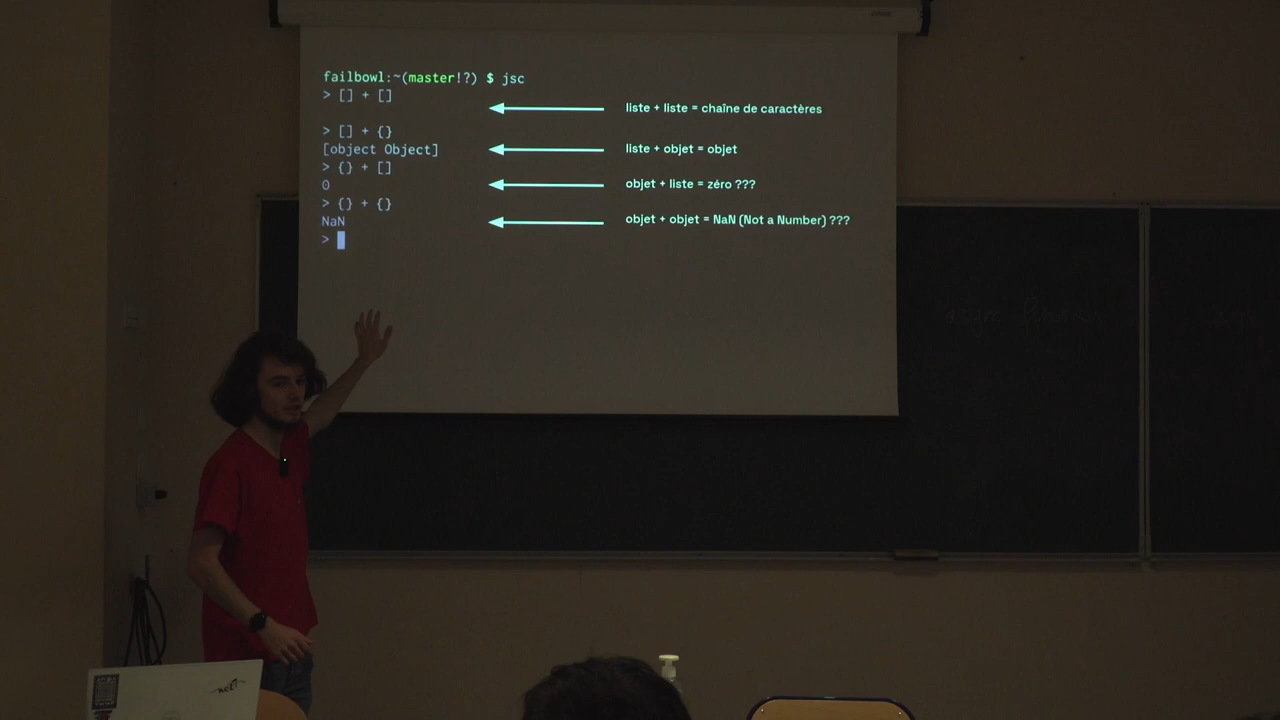 failbowl:~(master!?) $ jsc
> [] + []
liste + liste = chaîne de caractères
> [] + {}
[object Object]
liste + objet = objet
> {} + []
0
objet + liste = zéro ???
> {} + {}
NaN
objet + objet = NaN (Not a Number) ???
>